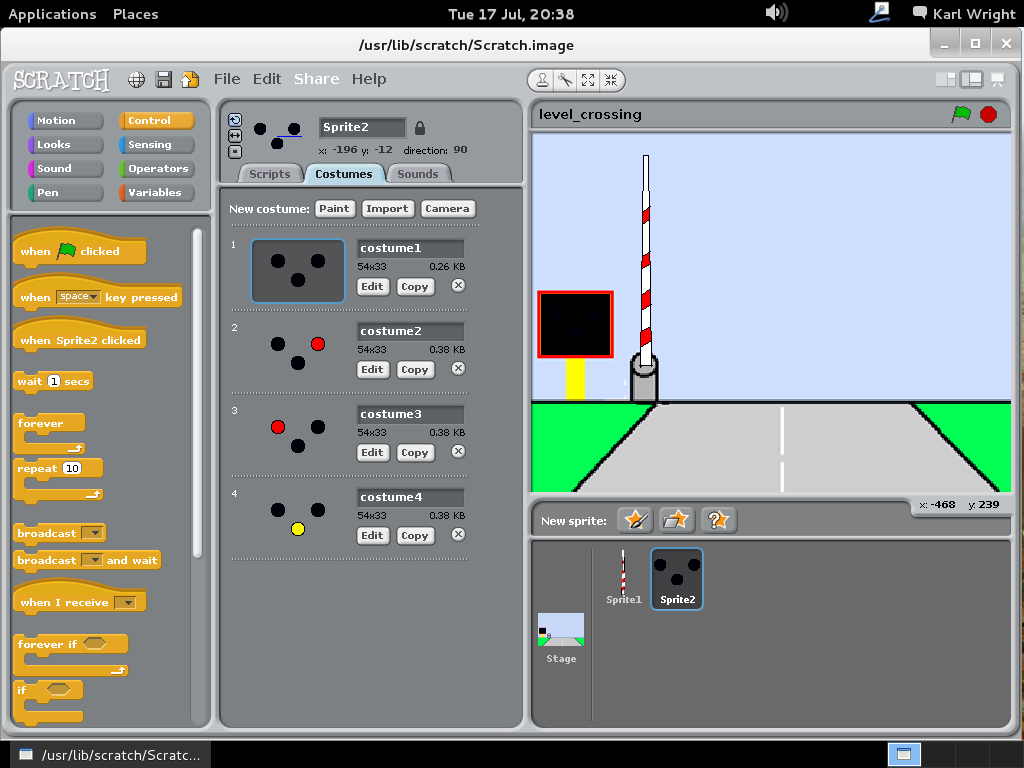 Applications Places Tue 17 Jul, 20:38 Karl Wright
/usr/lib/scratch/Scratch.image
SCRATCH File Edit Share Help
Motion Control
Looks Sensing
Sound Operators
Pen Variables
when clicked
when space key pressed
when Sprite2 clicked
wait 1 secs
forever
repeat 10
broadcast
broadcast and wait
when I receive
forever if
if
Sprite2
x: -196 y: -12 direction: 90
Scripts Costumes Sounds
New costume: Paint Import Camera
1 costume1
54x33 0.26 KB
Edit Copy
2 costume2
54x33 0.38 KB
Edit Copy
3 costume3
54x33 0.38 KB
Edit Copy
4 costume4
54x33 0.38 KB
Edit Copy
level_crossing
x: -468 y: 239
New sprite:
Sprite1 Sprite2
Stage
/usr/lib/scratch/Scratc...